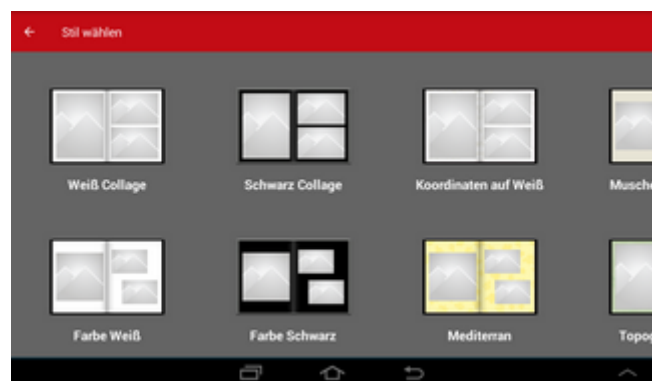 Stil wählen
Weiß Collage
Schwarz Collage
Koordinaten auf Weiß
Farbe Weiß
Farbe Schwarz
Mediterran